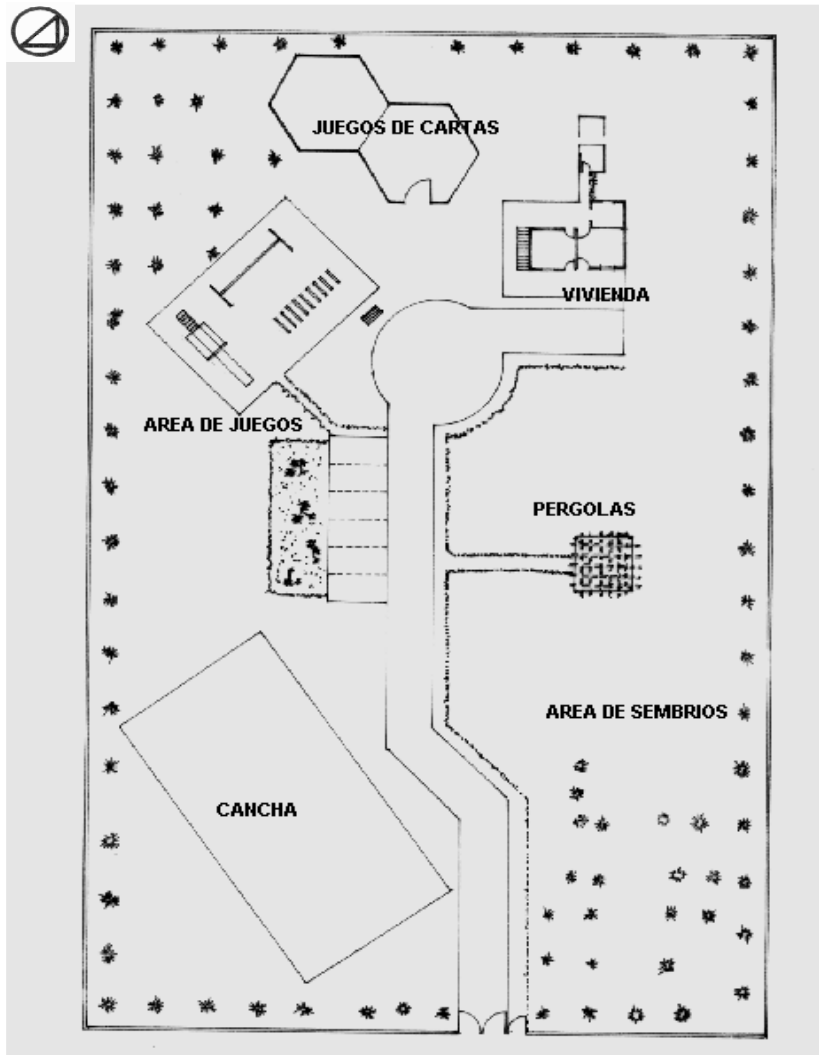 JUEGOS DE CARTAS
VIVIENDA
AREA DE JUEGOS
PERGOLAS
AREA DE SEMBRIOS
CANCHA